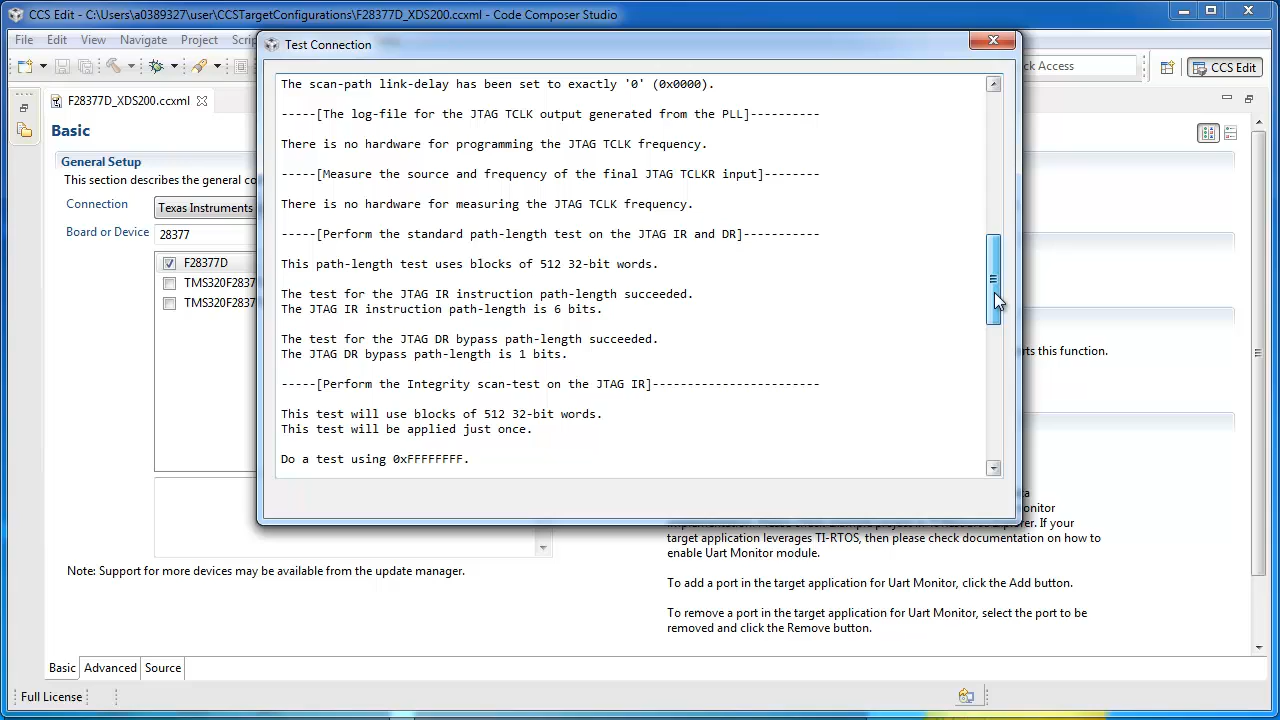 CCS Edit - C:\Users\a0389327\user\CCSTargetConfigurations\F28377D_XDS200.ccxml - Code Composer Studio
File Edit View Navigate Project
Test Connection
Access
CCS Edit
F28377D_XDS200.ccxml
Basic
General Setup
This section describes the general
Connection
Texas Instruments
Board or Device
28377
F28377D
TMS320F2837
TMS320F2837
The scan-path link-delay has been set to exactly '0' (0x0000).
-----[The log-file for the JTAG TCLK output generated from the PLL]----------
There is no hardware for programming the JTAG TCLK frequency.
-----[Measure the source and frequency of the final JTAG TCLKR input]--------
There is no hardware for measuring the JTAG TCLK frequency.
-----[Perform the standard path-length test on the JTAG IR and DR]-----------
This path-length test uses blocks of 512 32-bit words.
The test for the JTAG IR instruction path-length succeeded.
The JTAG IR instruction path-length is 6 bits.
The test for the JTAG DR bypass path-length succeeded.
The JTAG DR bypass path-length is 1 bits.
-----[Perform the Integrity scan-test on the JTAG IR]------------------------
This test will use blocks of 512 32-bit words.
This test will be applied just once.
Do a test using 0xFFFFFFFF.
this function.
If your
target application leverages TI-RTOS, then please check documentation on how to
enable Uart Monitor module.
To add a port in the target application for Uart Monitor, click the Add button.
To remove a port in the target application for Uart Monitor, select the port to be
removed and click the Remove button.
Note: Support for more devices may be available from the update manager.
Basic Advanced Source
Full License